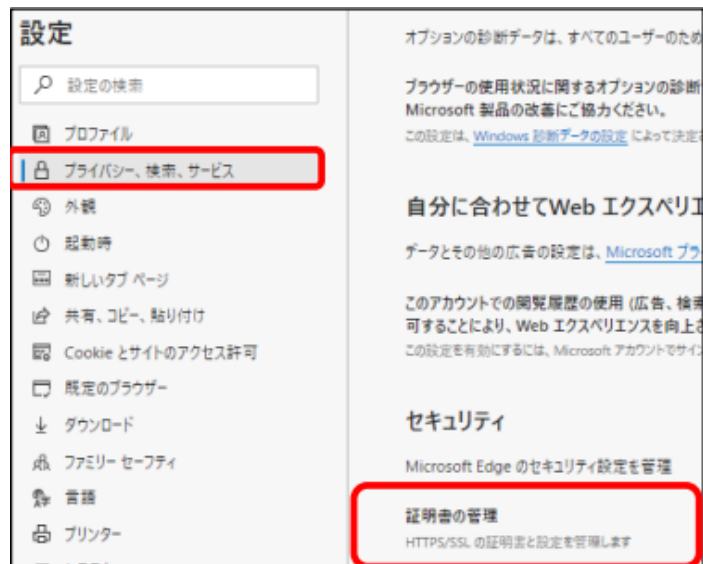 設定
設定の検索
プロファイル
プライバシー、検索、サービス
外観
起動時
新しいタブ ページ
共有、コピー、貼り付け
Cookie とサイトのアクセス許可
既定のブラウザー
ダウンロード
ファミリー セーフティ
言語
プリンター
オプションの診断データは、すべてのユーザーのため
ブラウザーの使用状況に関するオプションの診断
Microsoft 製品の改善にご協力ください。
この設定は、Windows 診断データの設定 によって決定
自分に合わせてWeb エクスペリエ
データとその他の広告の設定は、Microsoft プラ
このアカウントでの閲覧履歴の使用 (広告、検索
可することにより、Web エクスペリエンスを向上さ
この設定を有効にするには、Microsoft アカウントでサイン
セキュリティ
Microsoft Edge のセキュリティ設定を管理
証明書の管理
HTTPS/SSL の証明書と設定を管理します